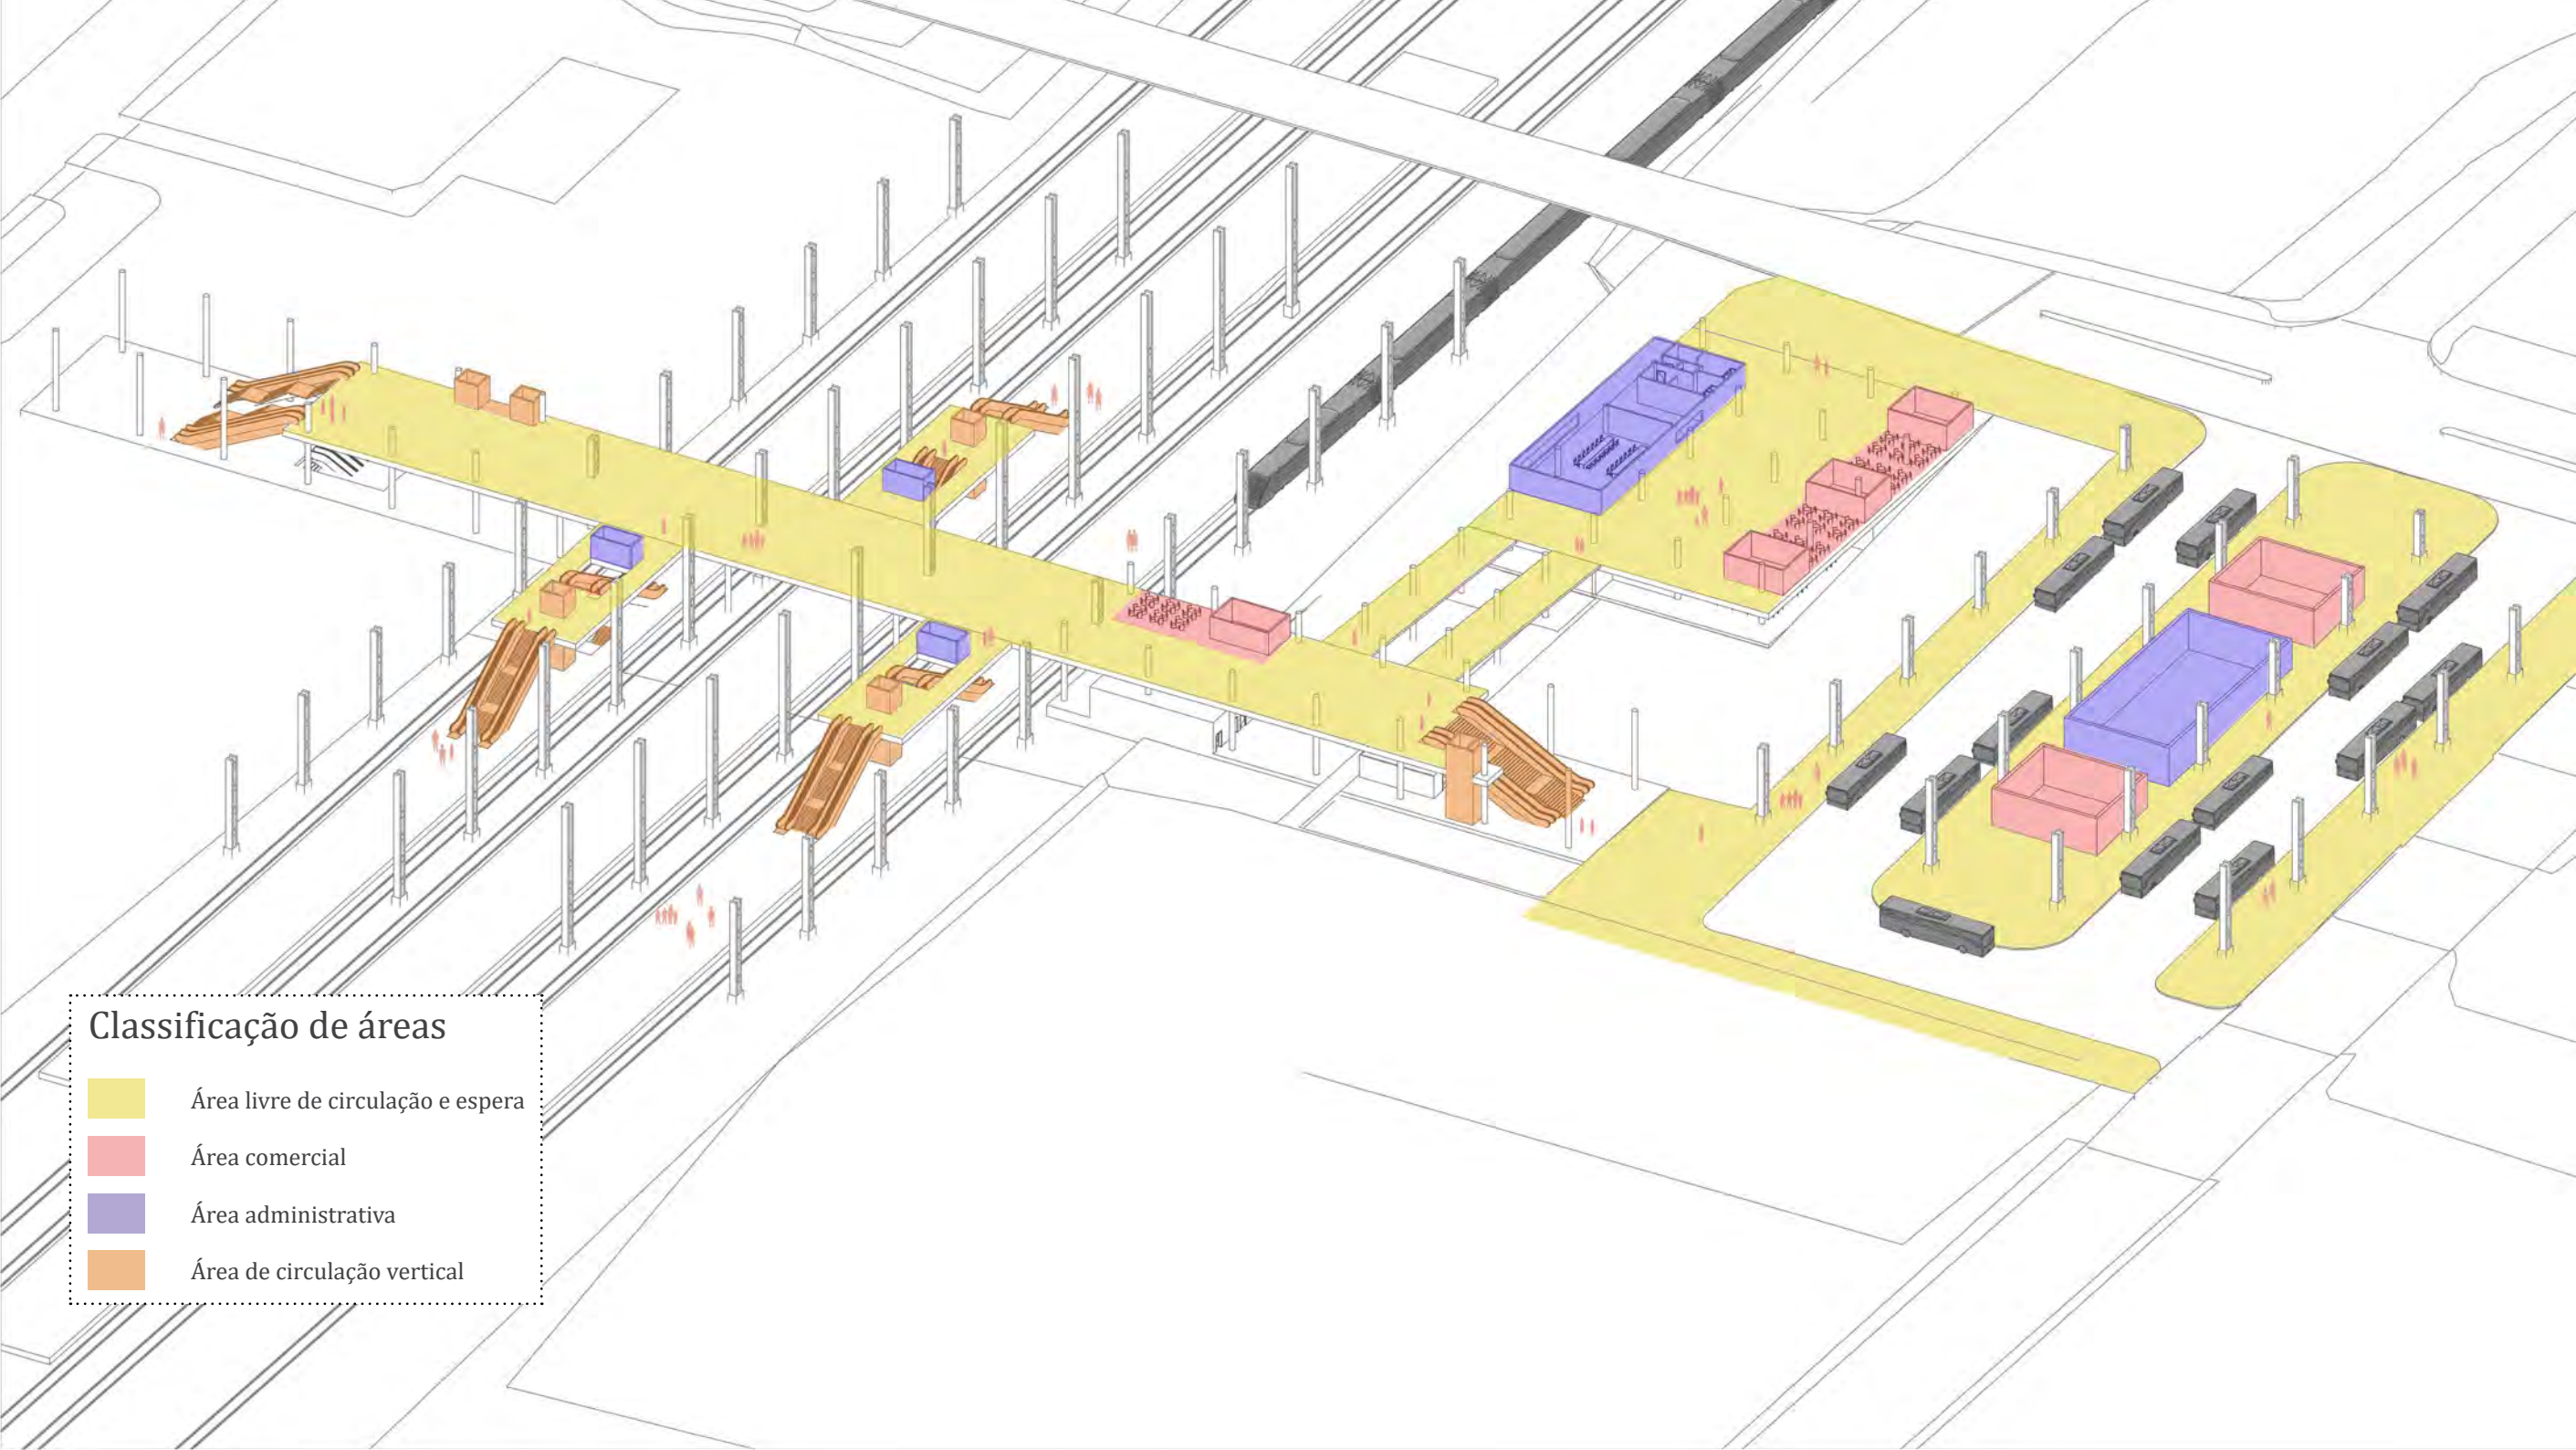 Classificação de áreas
Área livre de circulação e espera
Área comercial
Área administrativa
Área de circulação vertical